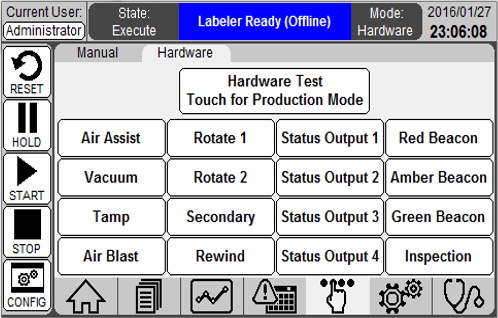 Current User:
Administrator
State:
Execute
Labeler Ready (Offline)
Mode:
Hardware
2016/01/27
23:06:08
Manual
Hardware
RESET
HOLD
START
STOP
CONFIG
Hardware Test
Touch for Production Mode
Air Assist
Rotate 1
Status Output 1
Red Beacon
Vacuum
Rotate 2
Status Output 2
Amber Beacon
Tamp
Secondary
Status Output 3
Green Beacon
Air Blast
Rewind
Status Output 4
Inspection